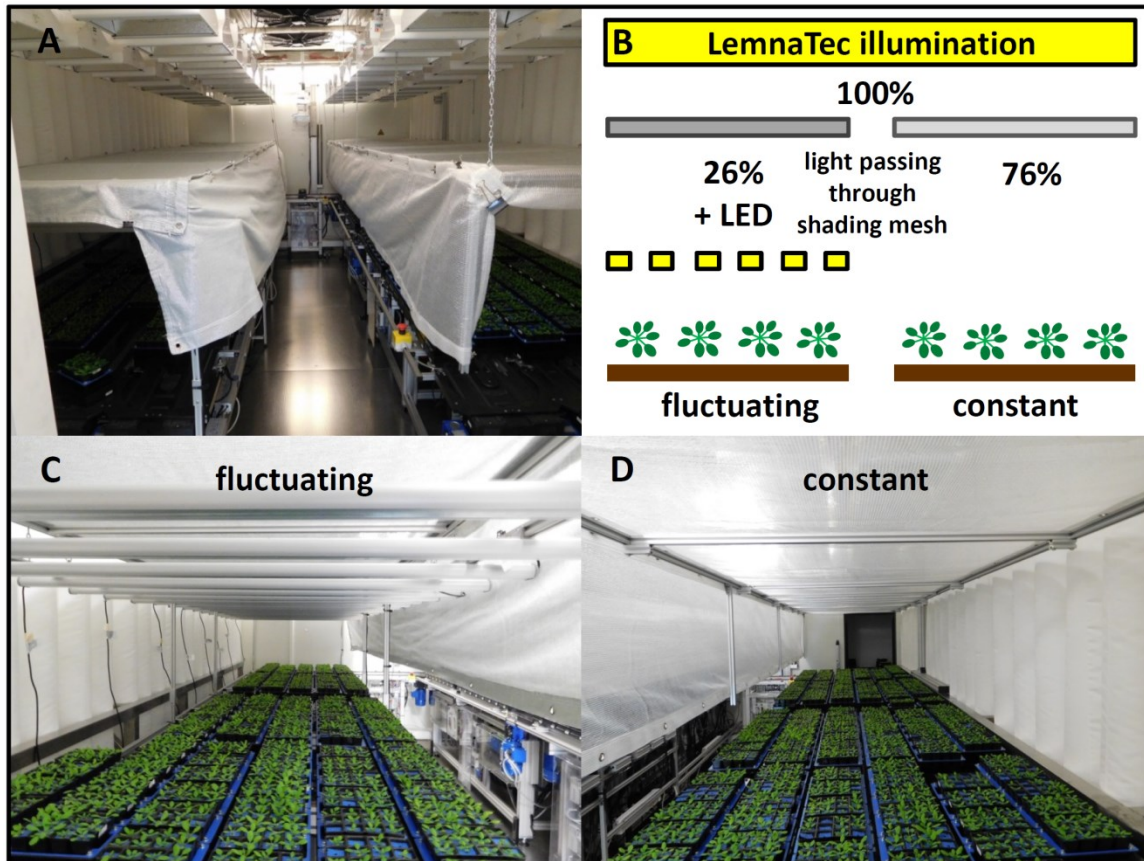 A
B
LemnaTec illumination
100%
26%
+ LED
light passing
through
shading mesh
76%
fluctuating
constant
C
fluctuating
D
constant